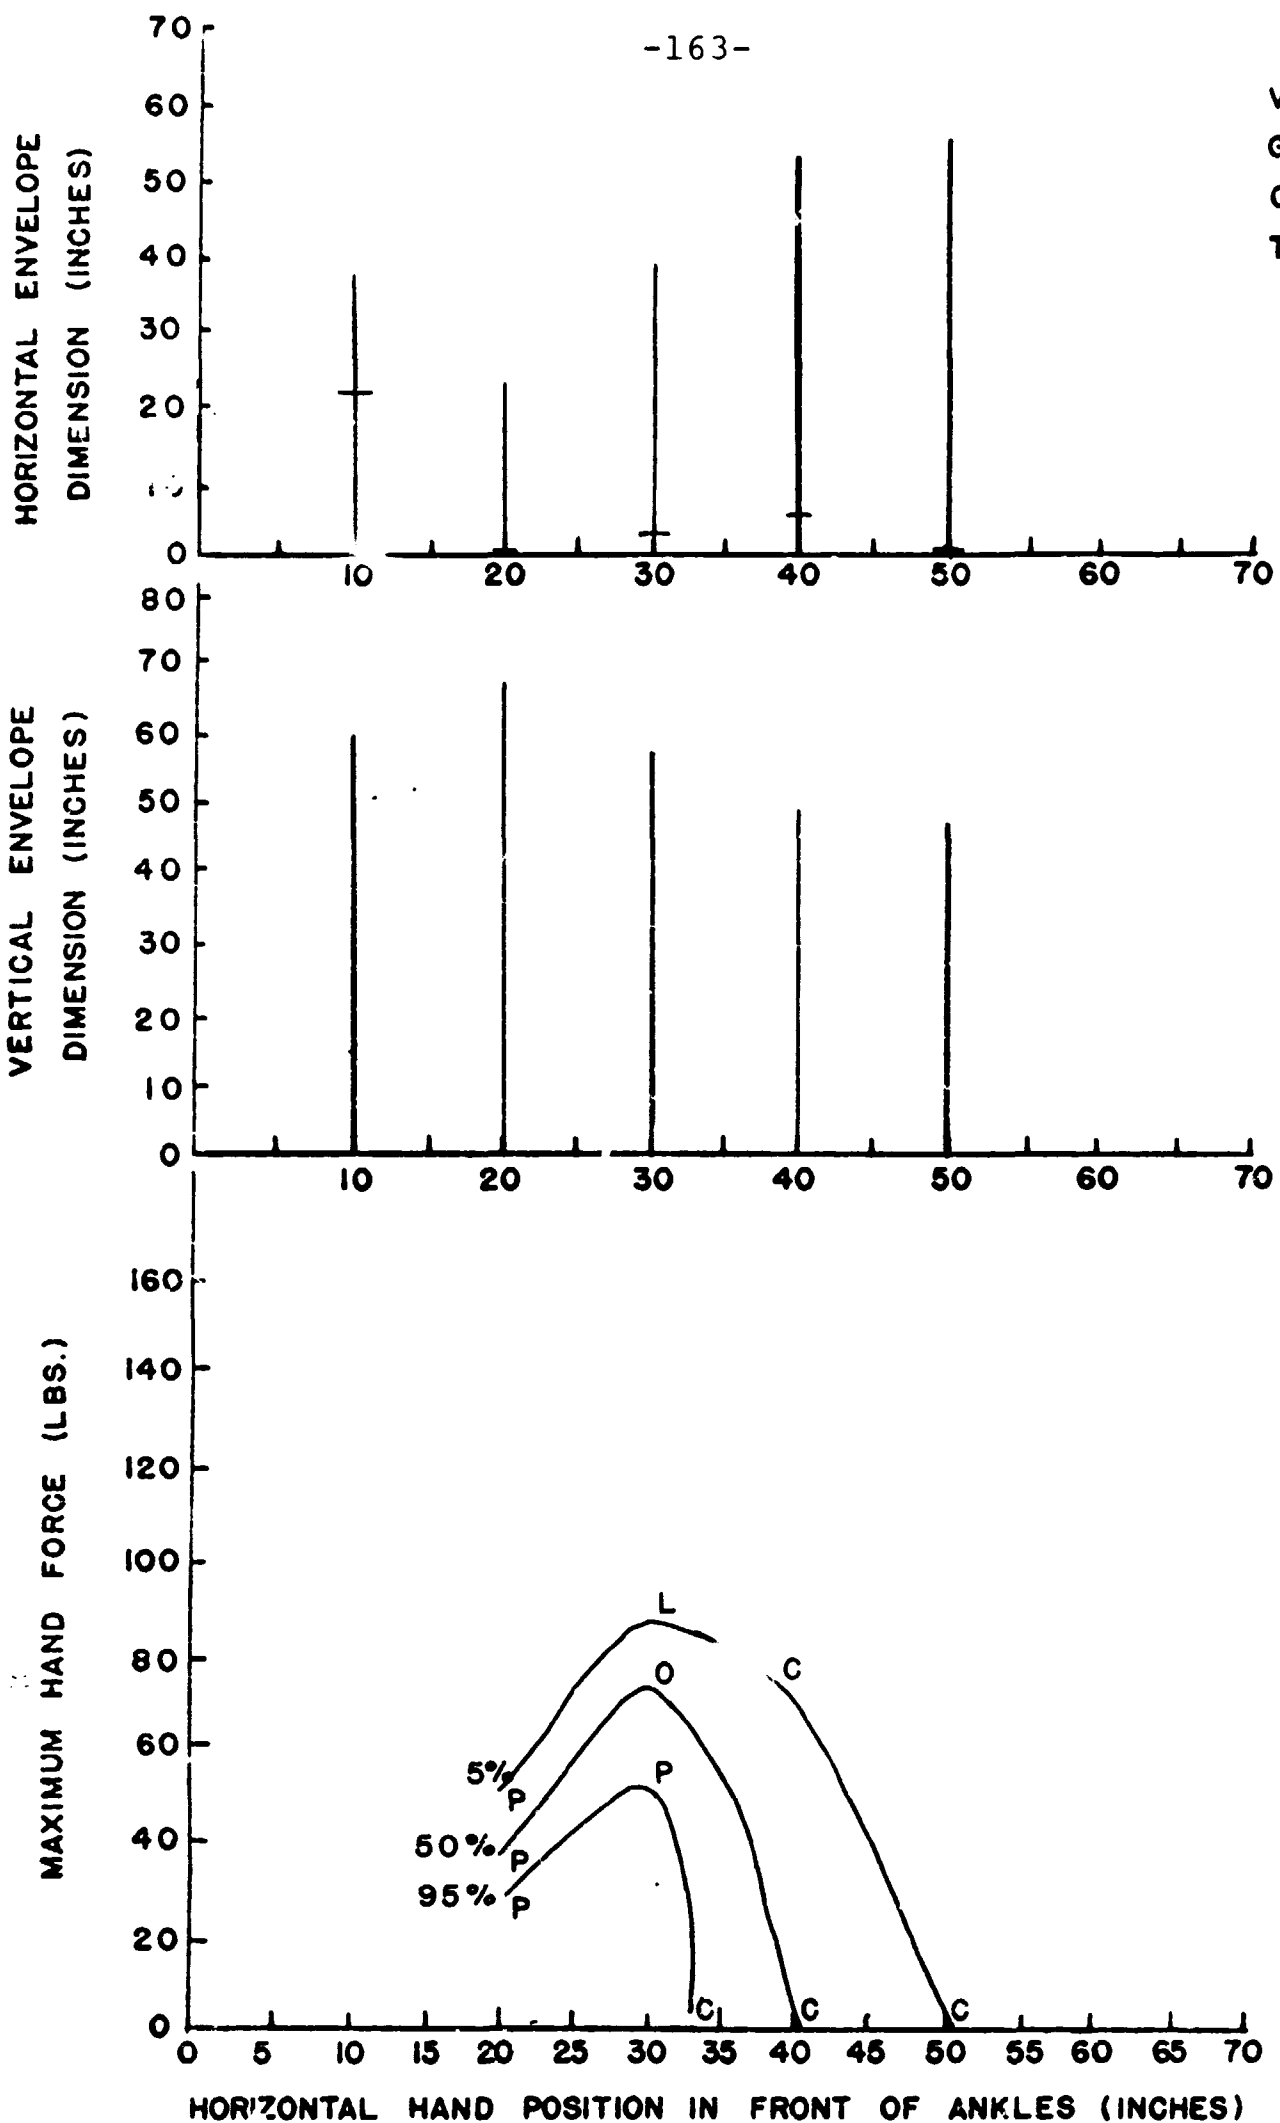 -163-
HORIZONTAL ENVELOPE
DIMENSION (INCHES)
70
60
50
40
30
20
0
10 20 30 40 50 60 70
VERTICAL ENVELOPE
DIMENSION (INCHES)
80
70
60
50
40
30
20
10
0
10 20 30 40 50 60 70
MAXIMUM HAND FORCE (LBS.)
160
140
120
100
80
60
40
20
0
L
C
O
5%
P
P
50%
P
95%
P
C
C
C
0 5 10 15 20 25 30 35 40 45 50 55 60 65 70
HORIZONTAL HAND POSITION IN FRONT OF ANKLES (INCHES)